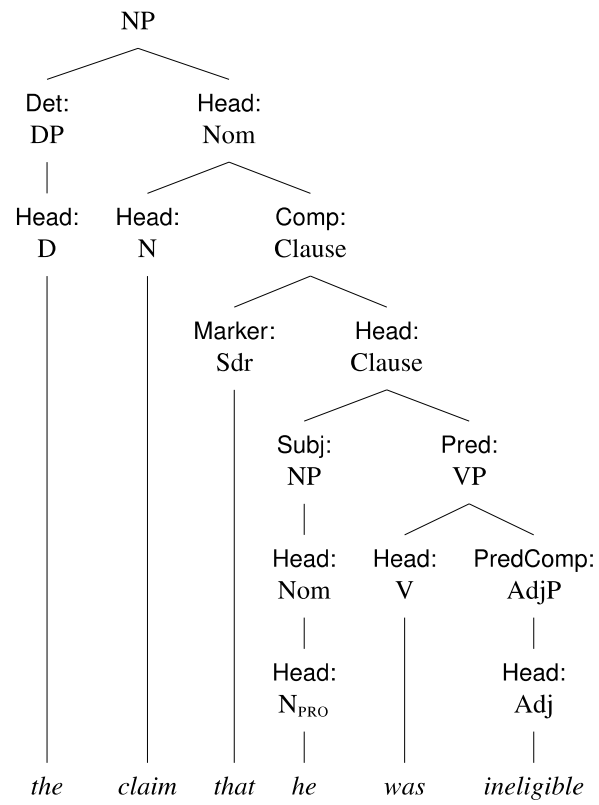 NP
Det: Head:
DP Nom
Head: Head: Comp:
D N Clause
Marker: Head:
Sdr Clause
Subj: Pred:
NP VP
Head: Head: PredComp:
Nom V AdjP
Head: Head:
NPRO Adj
the claim that he was ineligible